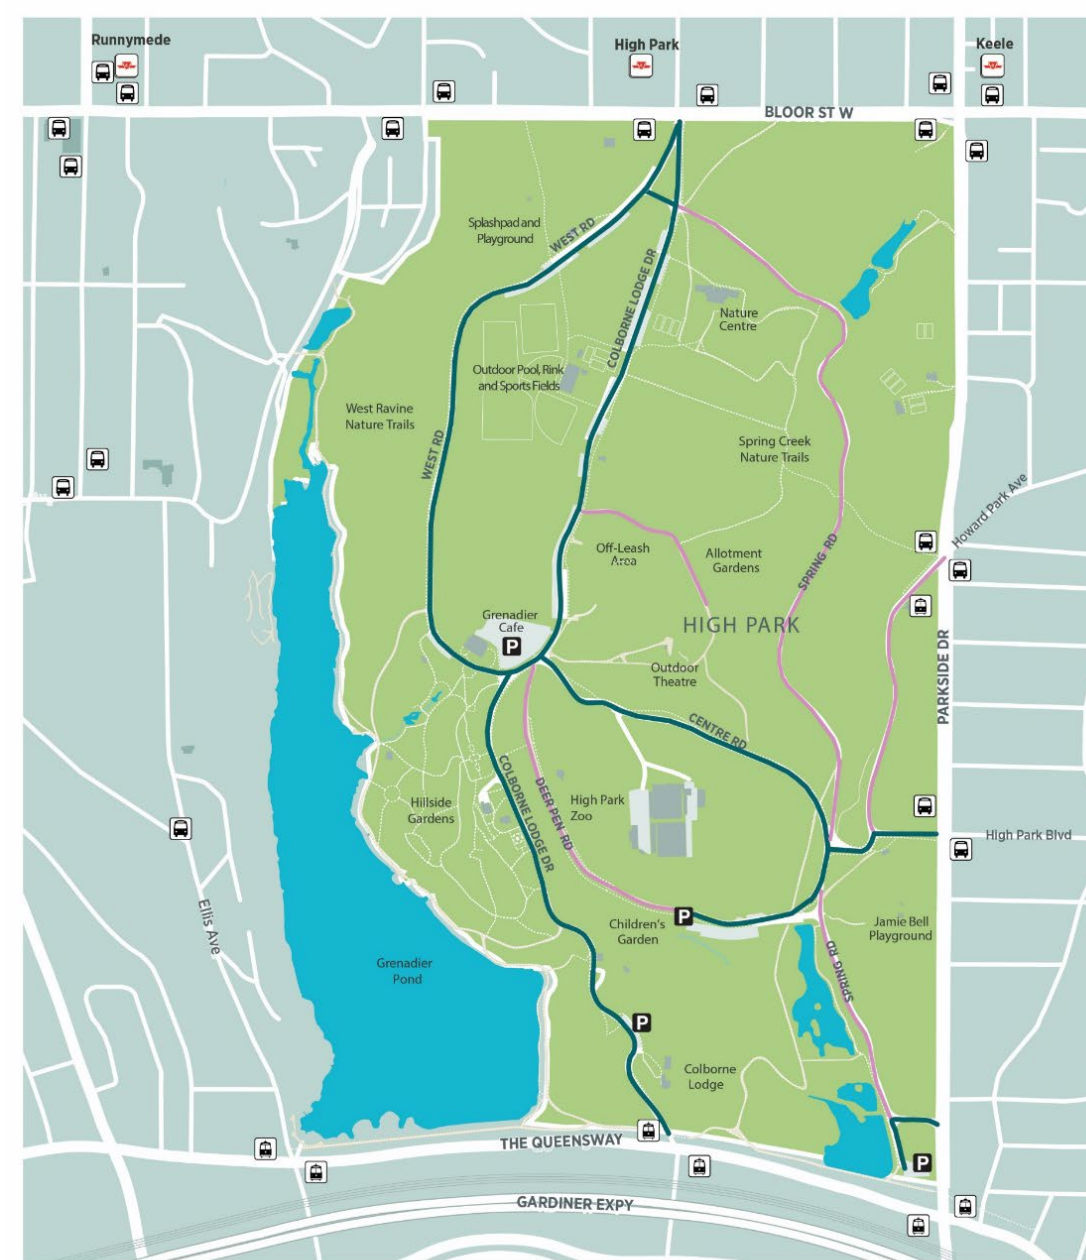 Runnymede
High Park
Keele
BLOOR ST W
Splashpad and
Playground
WEST RD
COLBORNE LODGE DR
Nature
Centre
Outdoor Pool, Rink
and Sports Fields
West Ravine
Nature Trails
WEST RD
Spring Creek
Nature Trails
Howard Park Ave
SPRING RD
Off-Leash
Area
Allotment
Gardens
Grenadier
Cafe
P
HIGH PARK
Outdoor
Theatre
PARKSIDE DR
CENTRE RD
COLBORNE LODGE DR
DEER PEN RD
High Park
Zoo
Hillside
Gardens
High Park Blvd
Ellis Ave
P
Children's
Garden
Jamie Bell
Playground
SPRING RD
Grenadier
Pond
P
Colborne
Lodge
THE QUEENSWAY
P
GARDINER EXPY